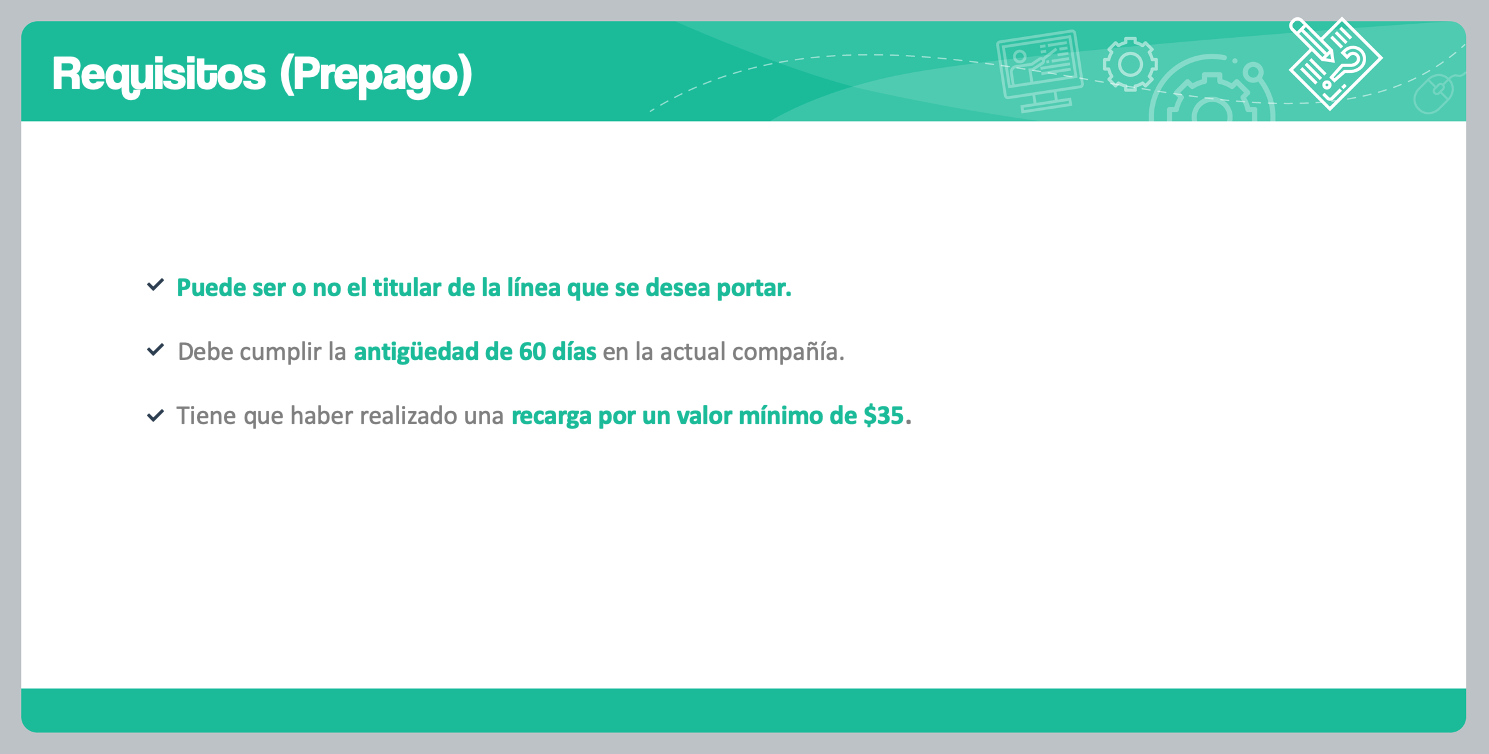 Requisitos (Prepago)
Puede ser o no el titular de la línea que se desea portar.
Debe cumplir la antigüedad de 60 días en la actual compañía.
Tiene que haber realizado una recarga por un valor mínimo de $35.